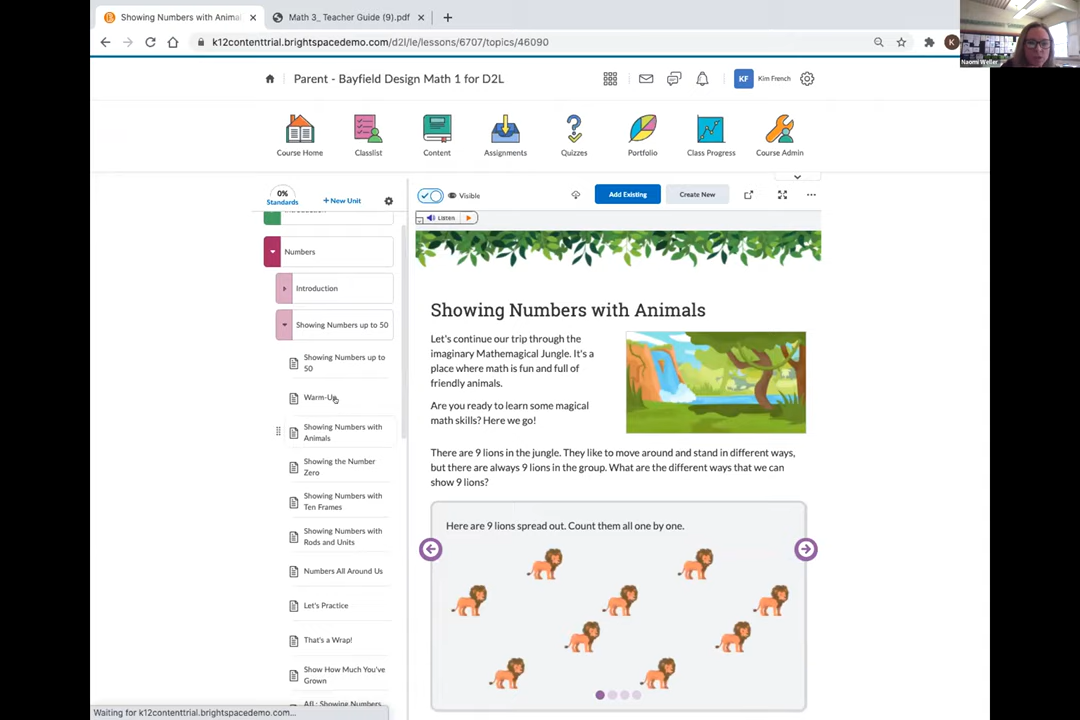 Showing Numbers with Anima
Math 3_ Teacher Guide (9).pdf
k12contenttrial.brightspacedemo.com/d2l/le/lessons/6707/topics/46090
K
Naomi Weller
Parent - Bayfield Design Math 1 for D2L
KF
Kim French
Course Home
Classlist
Content
Assignments
Quizzes
Portfolio
Class Progress
Course Admin
0%
Standards
+ New Unit
Visible
Add Existing
Create New
Listen
Introduction
Numbers
Introduction
Showing Numbers up to 50
Showing Numbers up to
50
Warm-Up
Showing Numbers with
Animals
Showing the Number
Zero
Showing Numbers with
Ten Frames
Showing Numbers with
Rods and Units
Numbers All Around Us
Let's Practice
That's a Wrap!
Show How Much You've
Grown
AfL: Showing Numbers
Showing Numbers with Animals
Let's continue our trip through the
imaginary Mathemagical Jungle. It's a
place where math is fun and full of
friendly animals.
Are you ready to learn some magical
math skills? Here we go!
There are 9 lions in the jungle. They like to move around and stand in different ways,
but there are always 9 lions in the group. What are the different ways that we can
show 9 lions?
Here are 9 lions spread out. Count them all one by one.
Waiting for k12contenttrial.brightspacedemo.com...